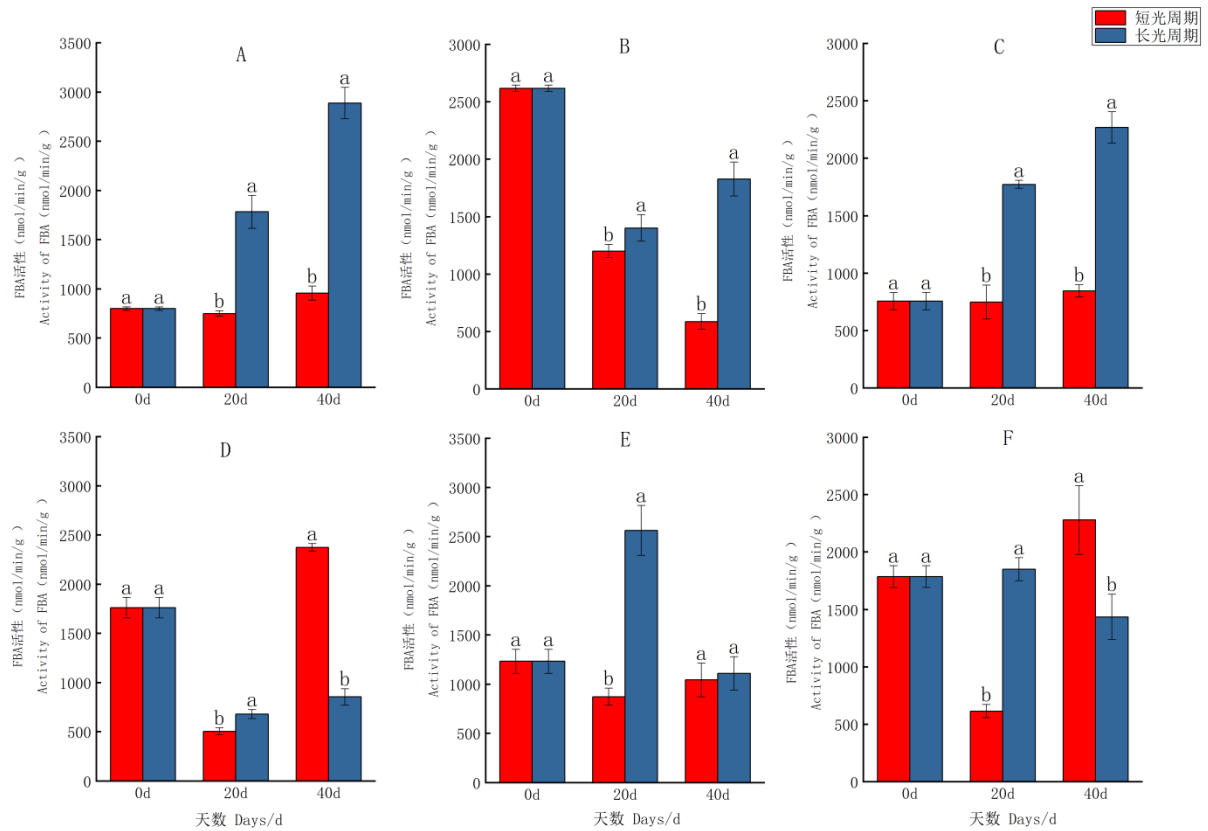 短光周期
长光周期
A
FBA活性（nmol/min/g ）
Activity of FBA（nmol/min/g ）
3500
3000
2500
2000
1500
1000
500
0
a a
b a
b a
0d 20d 40d
B
FBA活性（nmol/min/g ）
Activity of FBA（nmol/min/g ）
3000
2500
2000
1500
1000
500
0
a a
b a
b a
0d 20d 40d
C
FBA活性（nmol/min/g ）
Activity of FBA（nmol/min/g ）
3000
2500
2000
1500
1000
500
0
a a
b a
b a
0d 20d 40d
D
FBA活性（nmol/min/g ）
Activity of FBA（nmol/min/g ）
3500
3000
2500
2000
1500
1000
500
0
a a
b a
a b
0d 20d 40d
天数 Days/d
E
FBA活性（nmol/min/g ）
Activity of FBA（nmol/min/g ）
3500
3000
2500
2000
1500
1000
500
0
a a
b a
a a
0d 20d 40d
天数 Days/d
F
FBA活性（nmol/min/g ）
Activity of FBA（nmol/min/g ）
3000
2500
2000
1500
1000
500
0
a a
b a
a b
0d 20d 40d
天数 Days/d